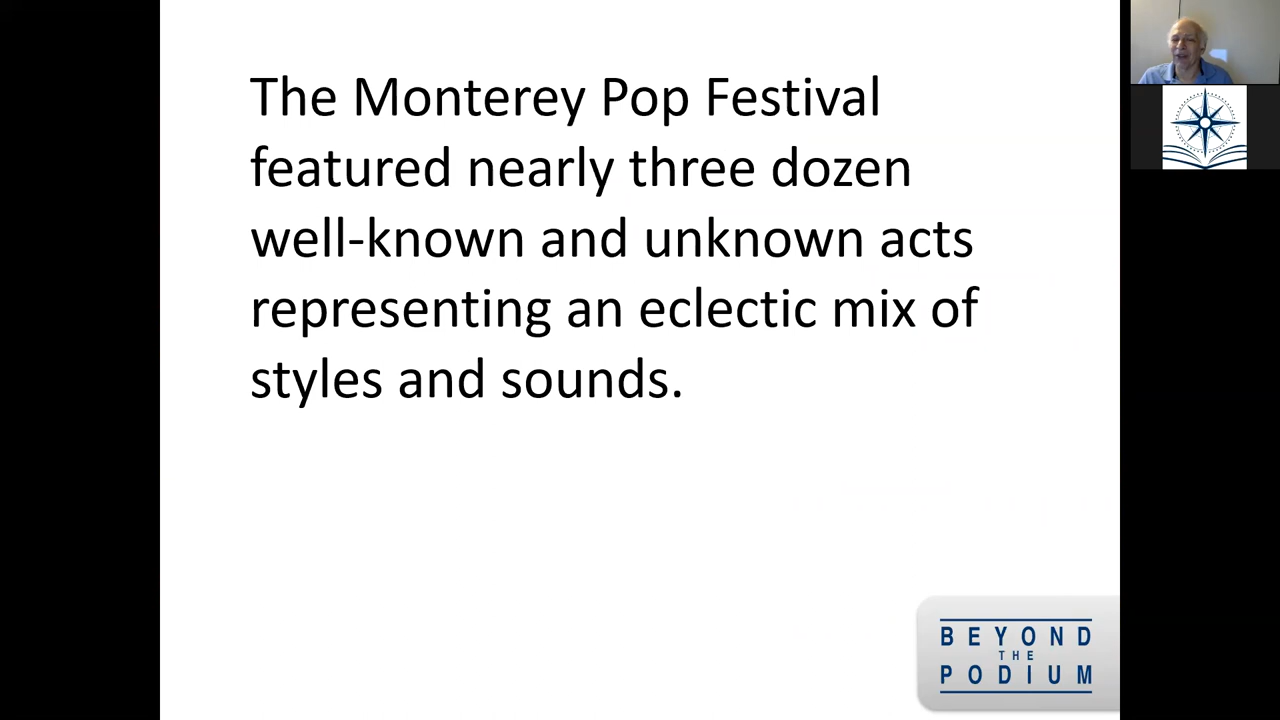 The Monterey Pop Festival
featured nearly three dozen
well-known and unknown acts
representing an eclectic mix of
styles and sounds.
BEYOND
THE
PODIUM